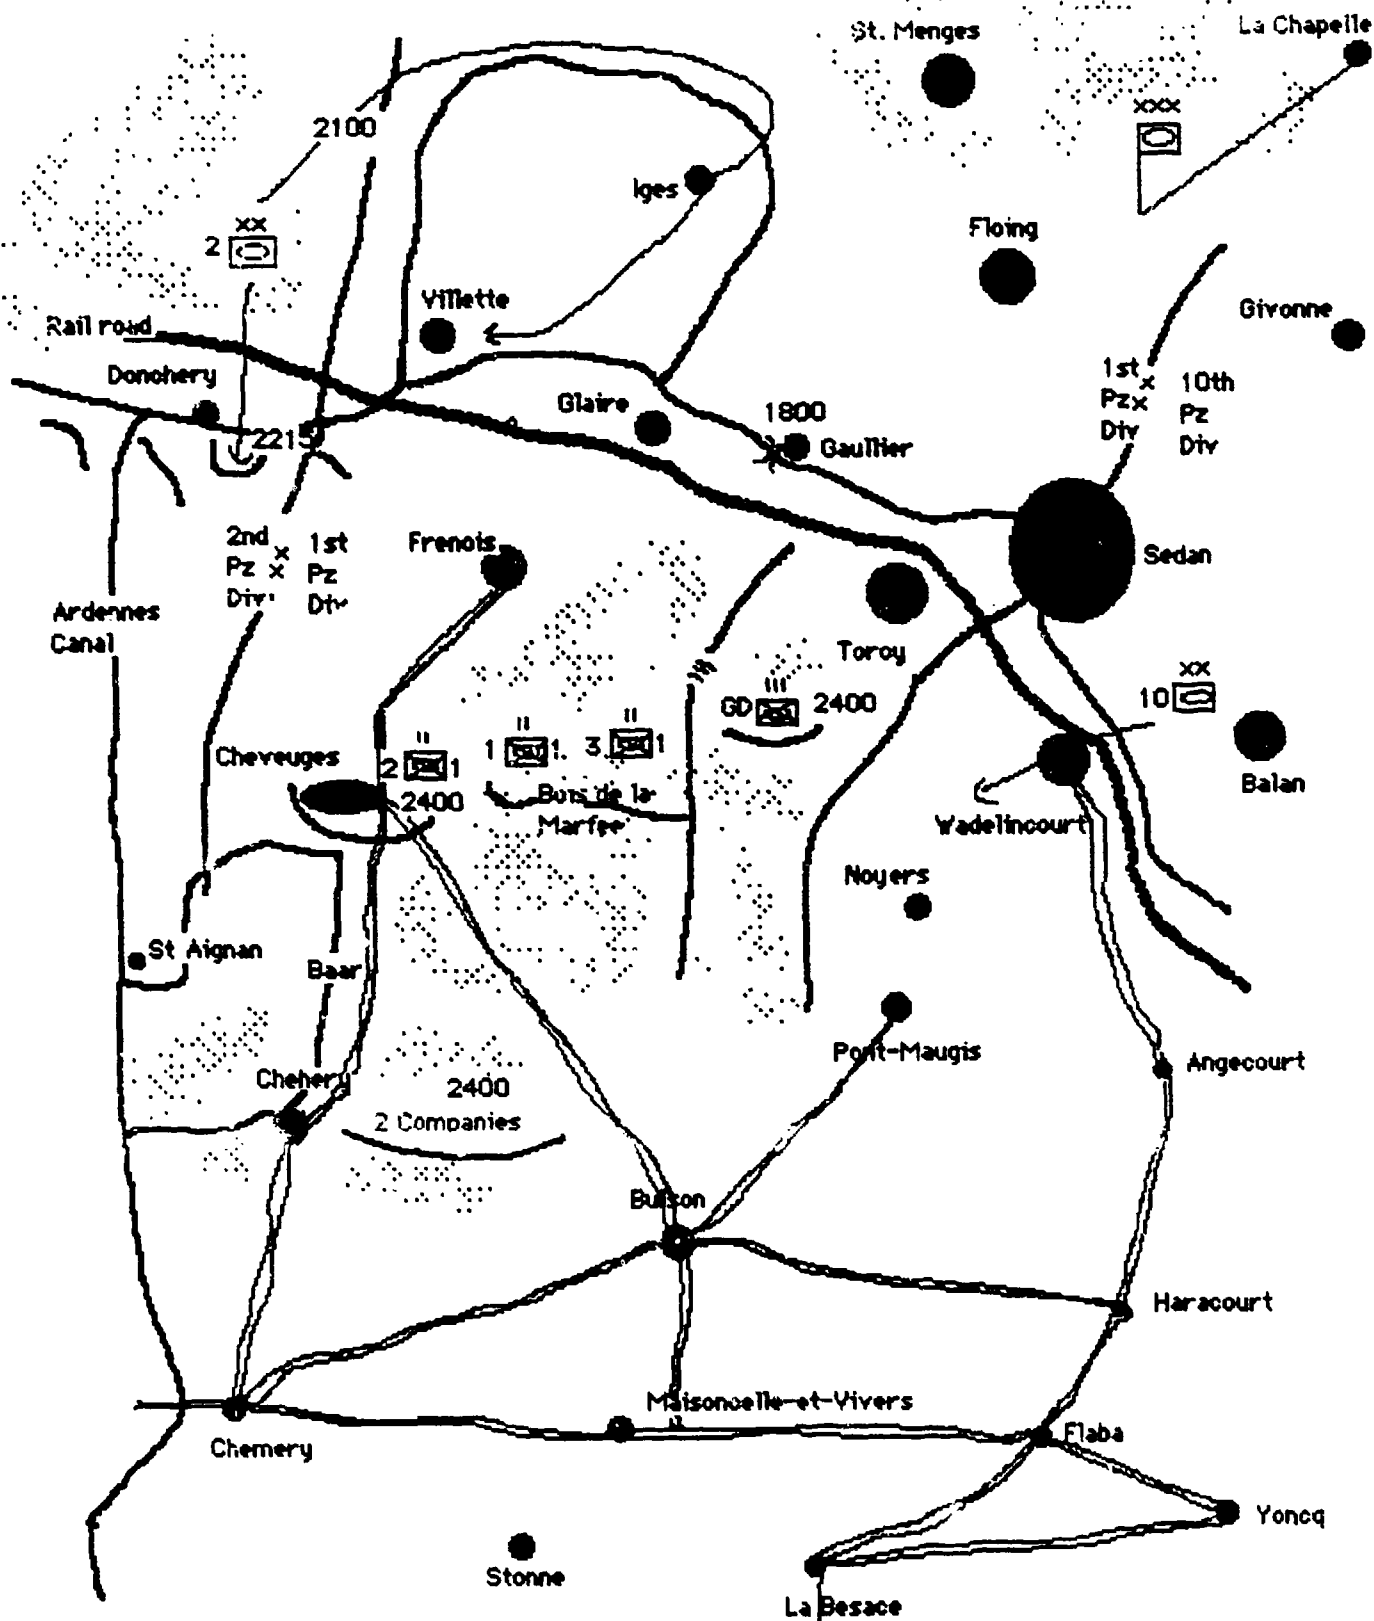 St. Menges
La Chapelle
XXX
2100
Iges
XX
2
Floing
Villette
Givonne
Rail road
Donchery
1st
Pz
Div
X
X
10th
Pz
Div
Glaire
1800
Gaullier
2215
2nd
Pz
Div
X
X
1st
Pz
Div
Frenois
Sedan
Ardennes
Canal
Torcy
XX
10
III
GD
2400
Cheveuges
II
2
1
II
1
1
II
3
1
2400
Bois de la
Marfee
Balan
Wadelincourt
Noyers
St Aignan
Baar
Pont-Maugis
Angecourt
Chehery
2400
2 Companies
Bulson
Haracourt
Maisoncelle-et-Vivers
Flaba
Chemery
Yoncq
Stonne
La Besace